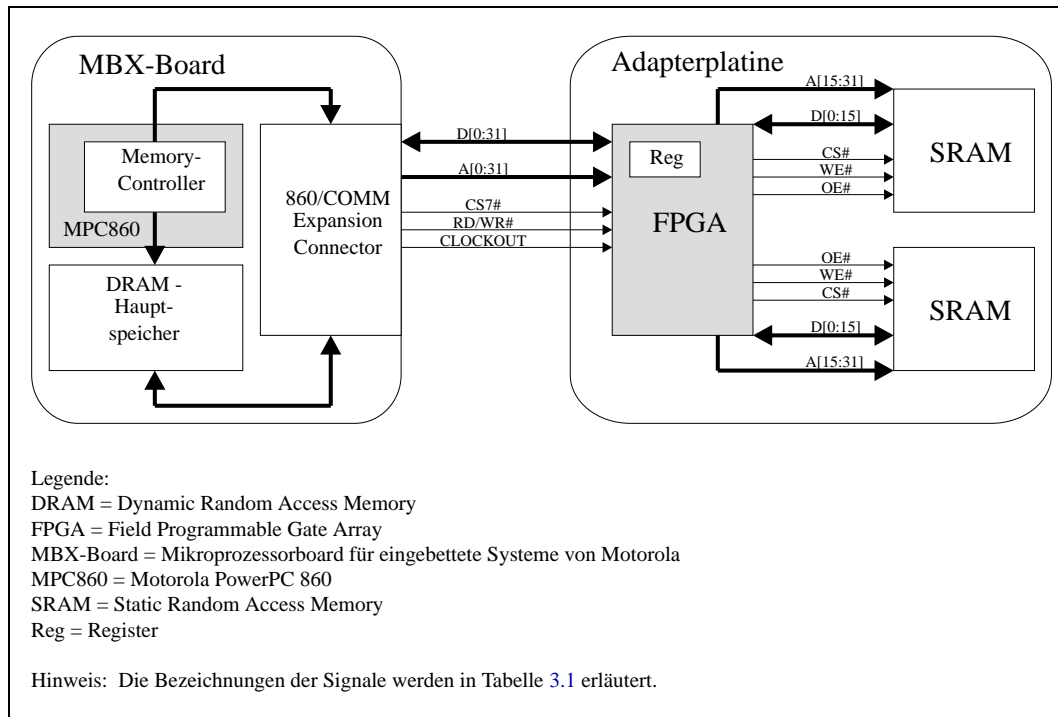 MBX-Board
Memory-
Controller
MPC860
DRAM -
Haupt-
speicher
860/COMM
Expansion
Connector
D[0:31]
A[0:31]
CS7#
RD/WR#
CLOCKOUT
Adapterplatine
Reg
FPGA
A[15:31]
D[0:15]
CS#
WE#
OE#
SRAM
OE#
WE#
CS#
D[0:15]
A[15:31]
SRAM
Legende:
DRAM = Dynamic Random Access Memory
FPGA = Field Programmable Gate Array
MBX-Board = Mikroprozessorboard für eingebettete Systeme von Motorola
MPC860 = Motorola PowerPC 860
SRAM = Static Random Access Memory
Reg = Register
Hinweis: Die Bezeichnungen der Signale werden in Tabelle 3.1 erläutert.